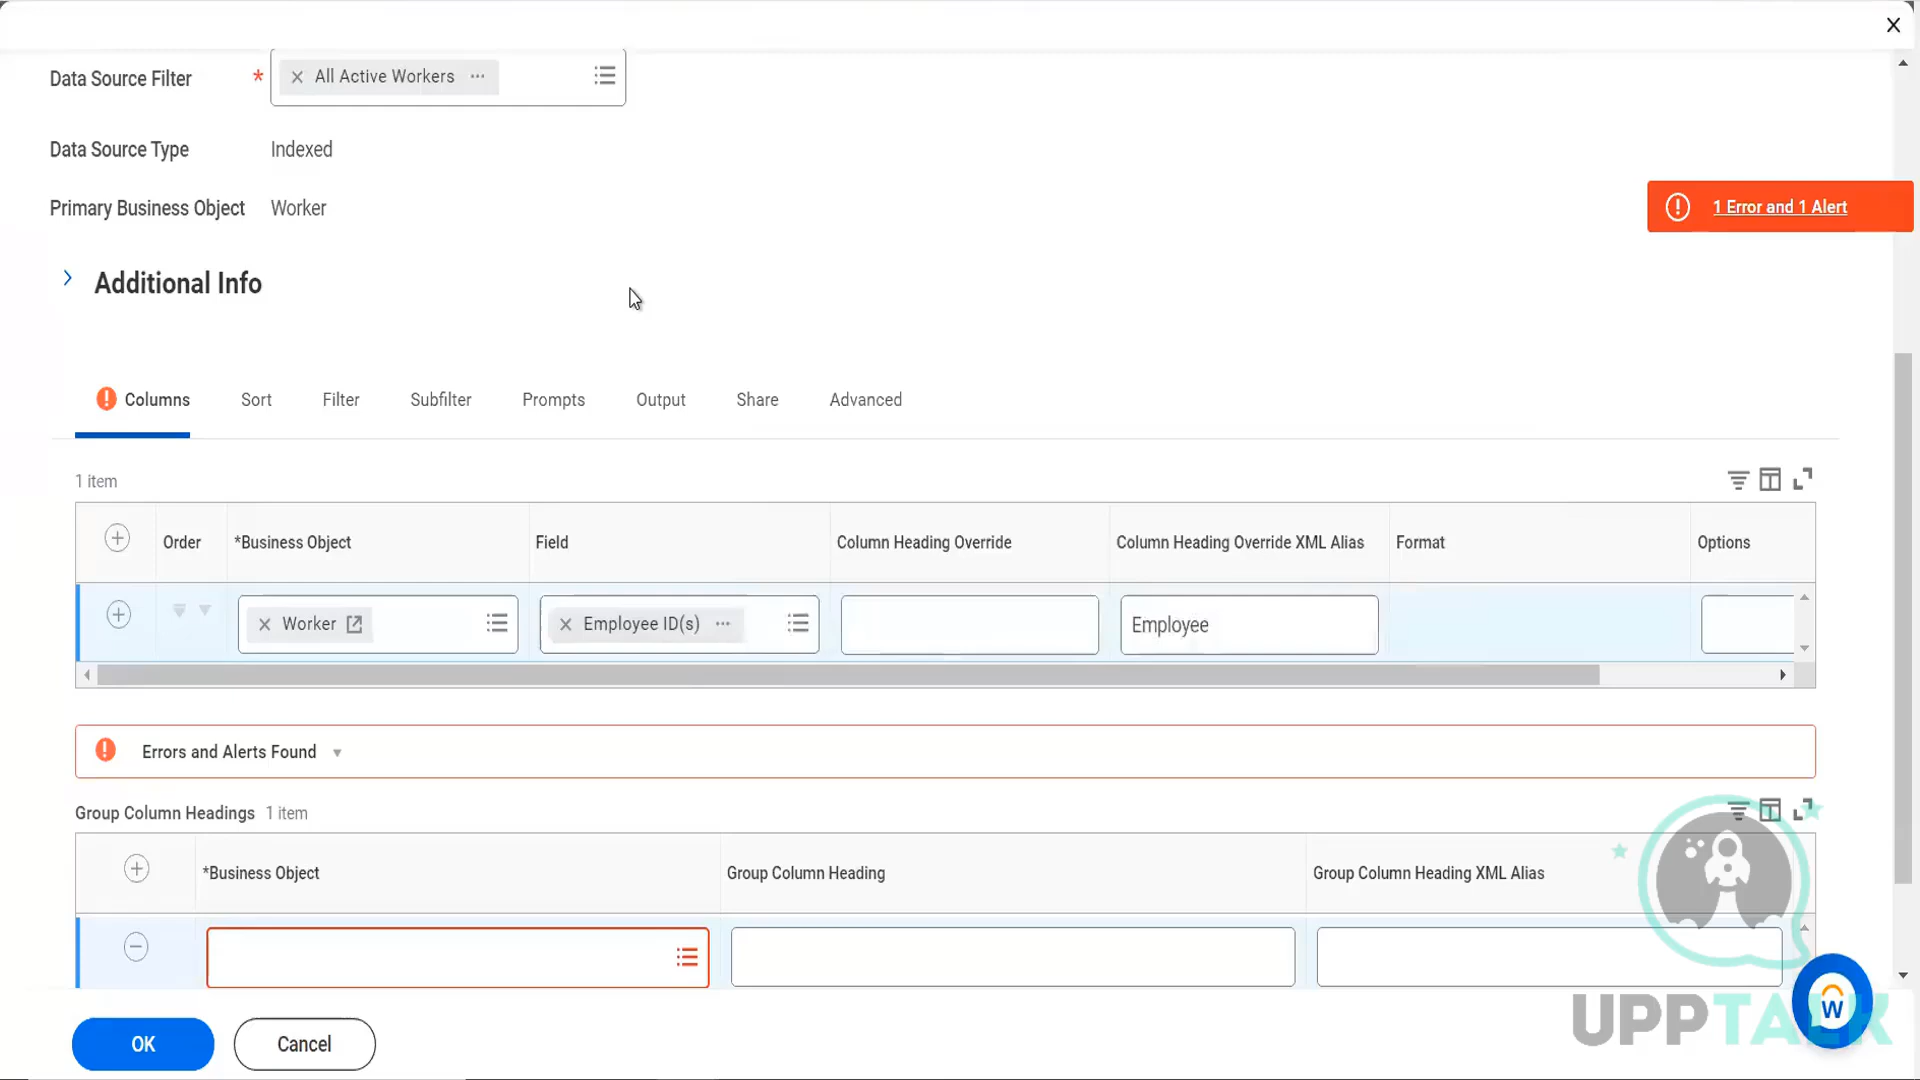 Data Source Filter * All Active Workers
Data Source Type Indexed
Primary Business Object Worker
1 Error and 1 Alert
Additional Info
Columns Sort Filter Subfilter Prompts Output Share Advanced
1 item
Order *Business Object Field Column Heading Override Column Heading Override XML Alias Format Options
Worker Employee ID(s) Employee
Errors and Alerts Found
Group Column Headings 1 item
*Business Object Group Column Heading Group Column Heading XML Alias
OK Cancel
W
UPPTALK